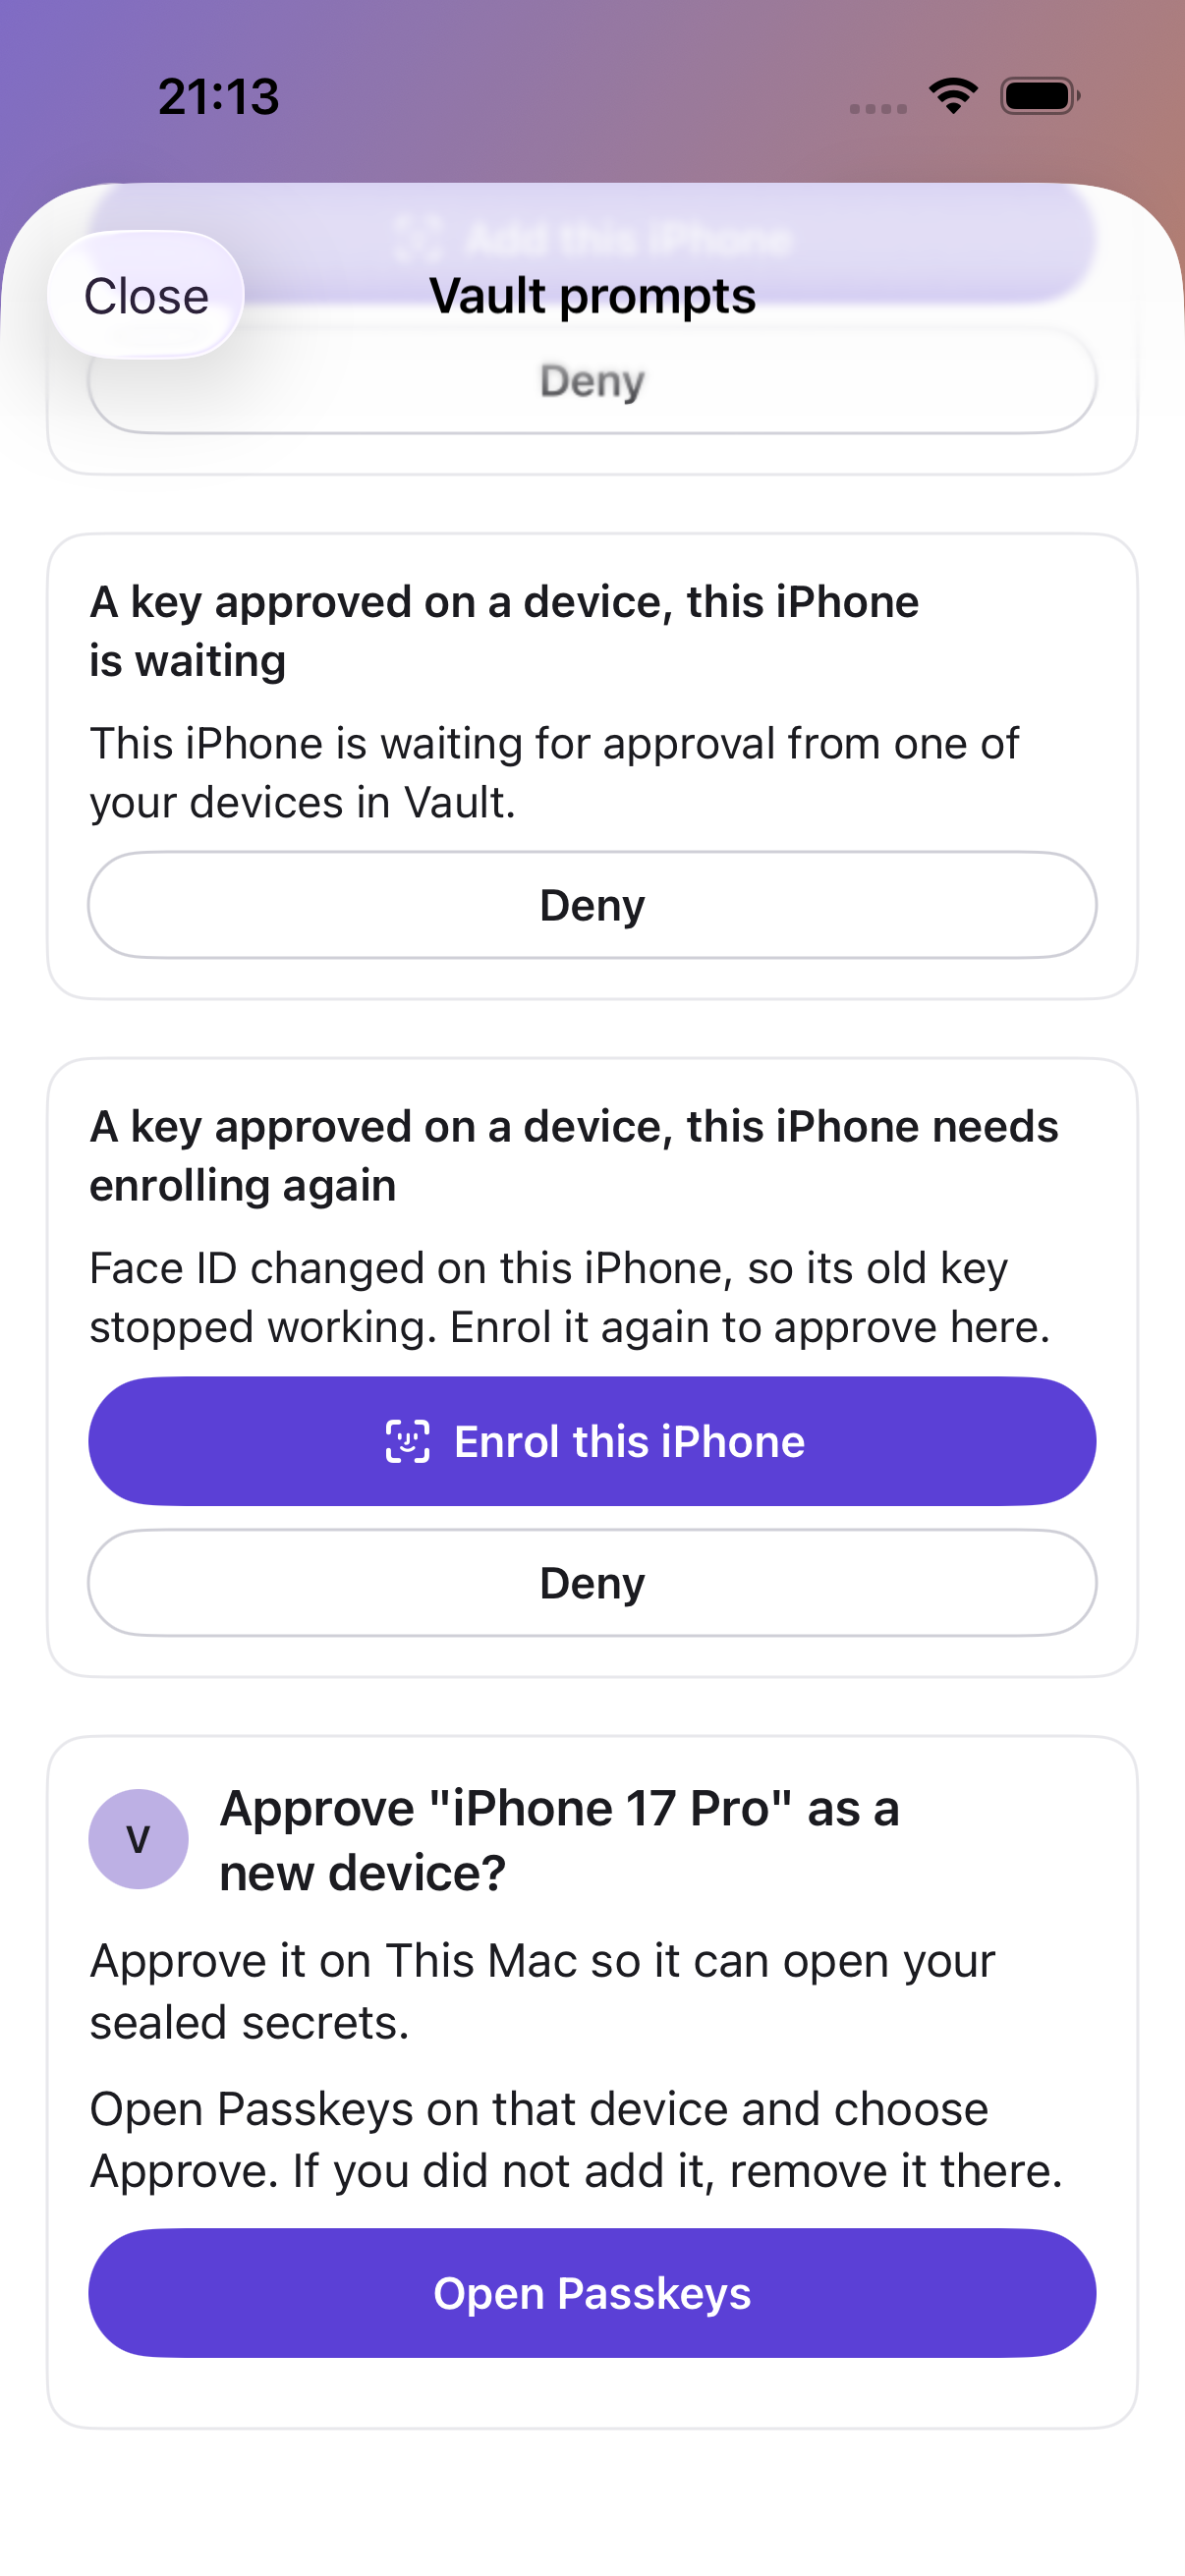 21:13
Add this iPhone
Close
Vault prompts
Deny
A key approved on a device, this iPhone
is waiting
This iPhone is waiting for approval from one of
your devices in Vault.
Deny
A key approved on a device, this iPhone needs
enrolling again
Face ID changed on this iPhone, so its old key
stopped working. Enrol it again to approve here.
Enrol this iPhone
Deny
V
Approve "iPhone 17 Pro" as a
new device?
Approve it on This Mac so it can open your
sealed secrets.
Open Passkeys on that device and choose
Approve. If you did not add it, remove it there.
Open Passkeys